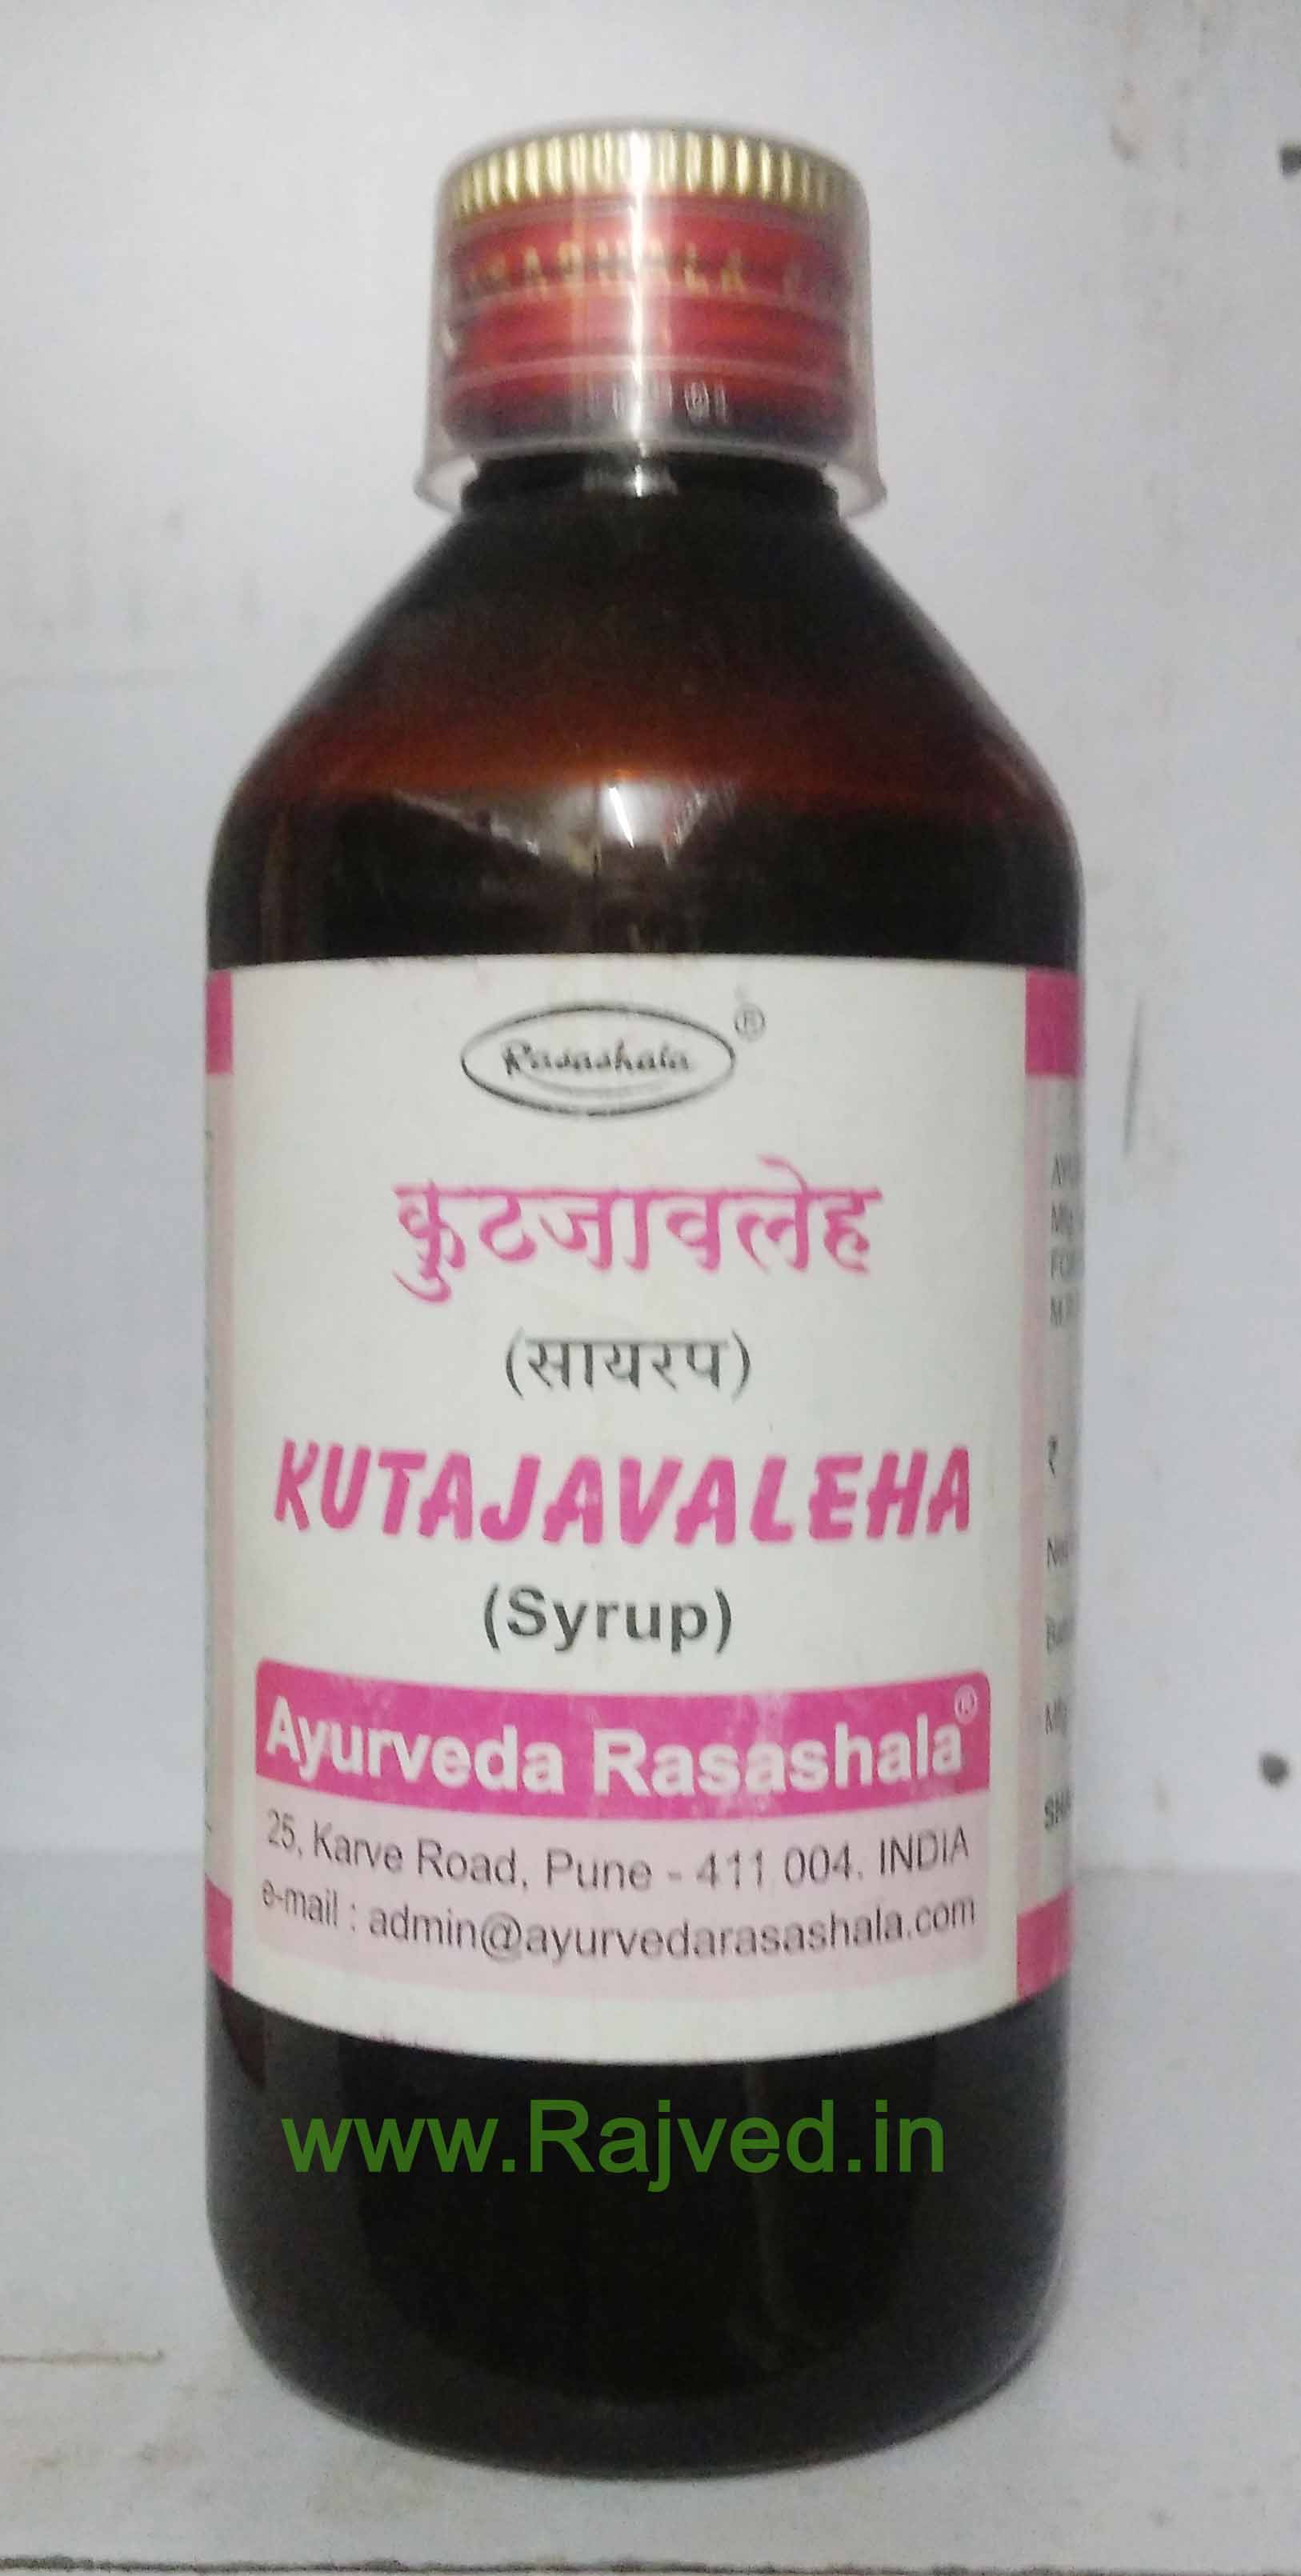 RASASHALA
Rasashala ®
कुटजावलेह
(सायरप)
KUTAJAVALEHA
(Syrup)
Ayurveda Rasashala®
25, Karve Road, Pune - 411 004. INDIA
e-mail : admin@ayurvedarasashala.com
₹
www.Rajved.in